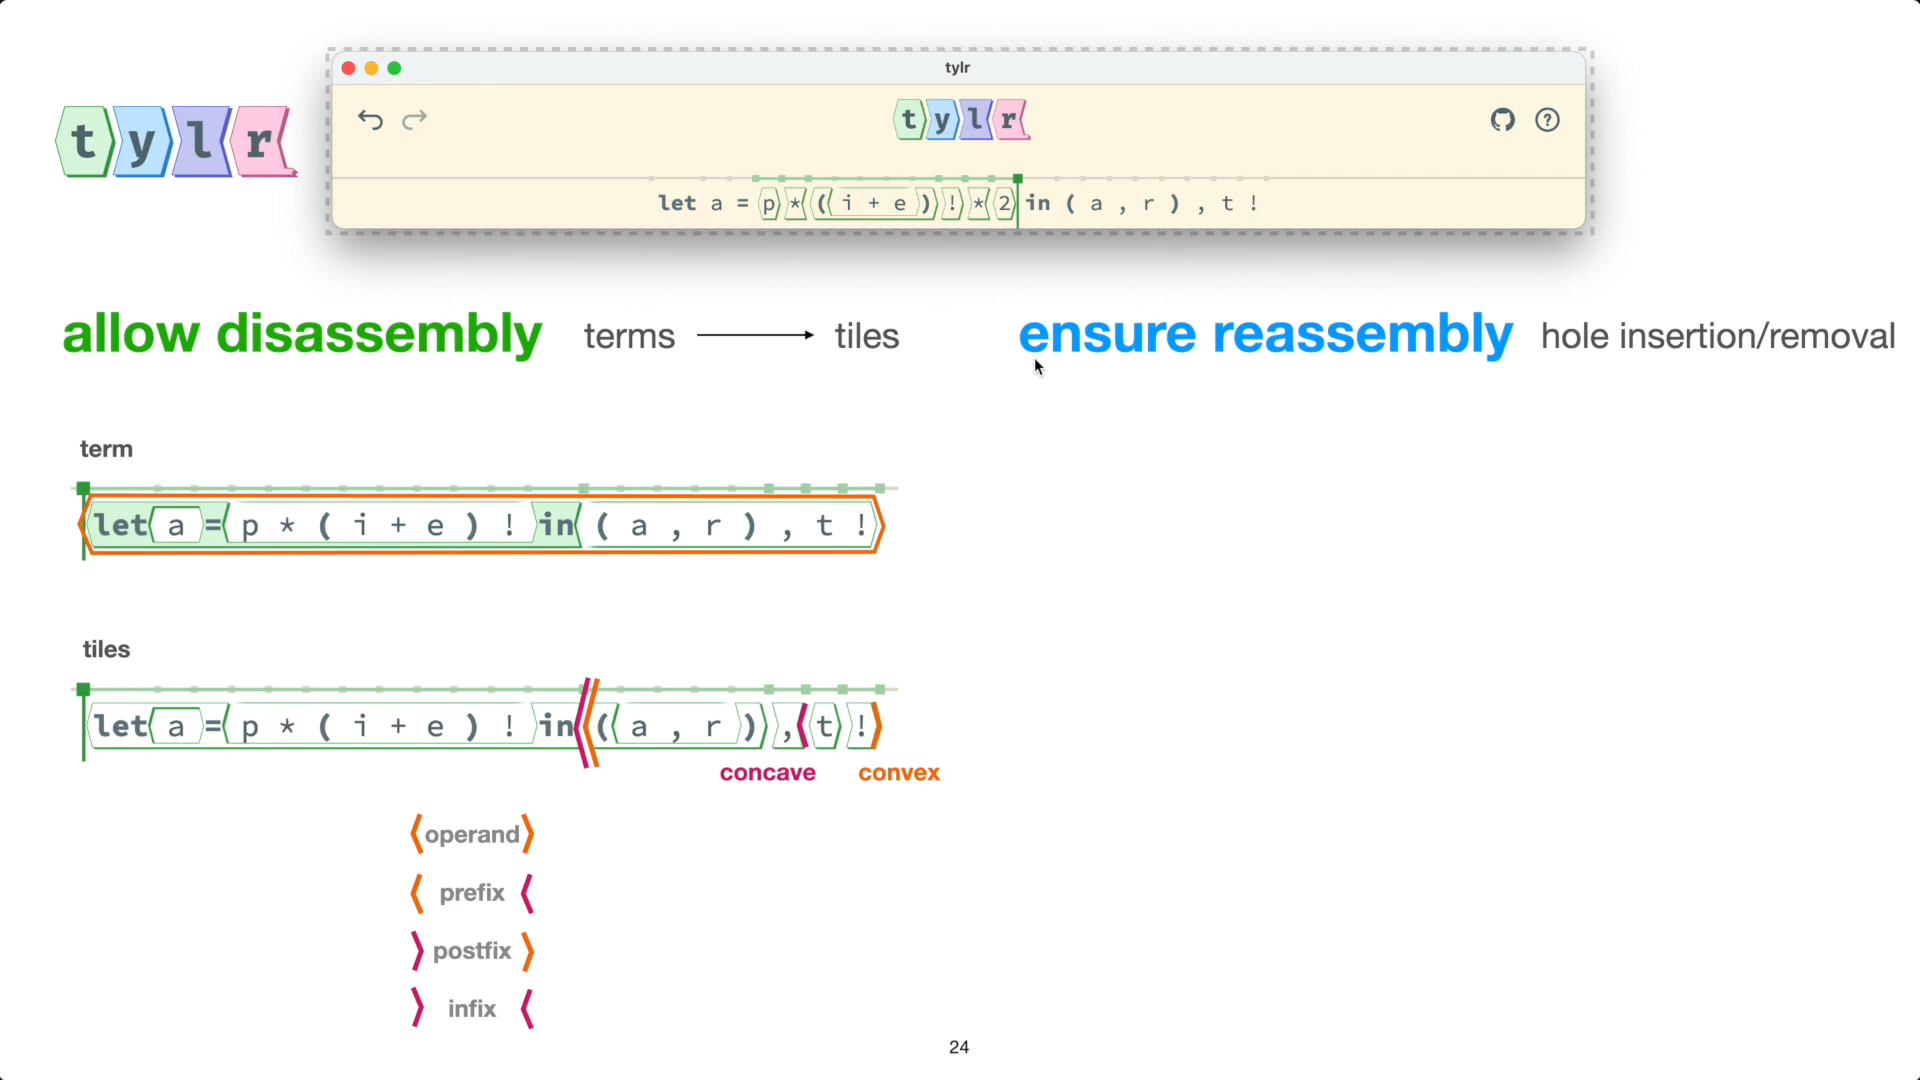 tylr
tylr
tylr
let a = p * ( i + e ) ! * 2 in ( a , r ) , t !
allow disassembly terms tiles ensure reassembly hole insertion/removal
term
let a = p * ( i + e ) ! in ( a , r ) , t !
tiles
let a = p * ( i + e ) ! in ( a , r ) , t !
concave convex
operand
prefix
postfix
infix
24